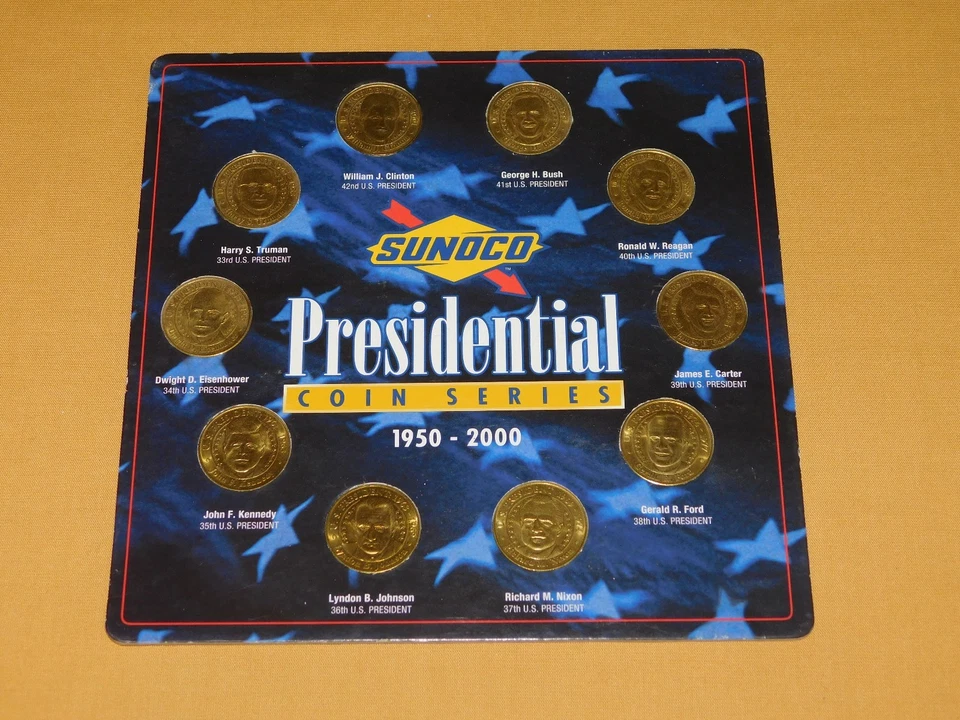 William J. Clinton
42nd U.S. PRESIDENT
George H. Bush
41st U.S. PRESIDENT
Harry S. Truman
33rd U.S. PRESIDENT
Ronald W. Reagan
40th U.S. PRESIDENT
SUNOCO
TM
Presidential
COIN SERIES
1950 - 2000
Dwight D. Eisenhower
34th U.S. PRESIDENT
James E. Carter
39th U.S. PRESIDENT
John F. Kennedy
35th U.S. PRESIDENT
Gerald R. Ford
38th U.S. PRESIDENT
Lyndon B. Johnson
36th U.S. PRESIDENT
Richard M. Nixon
37th U.S. PRESIDENT